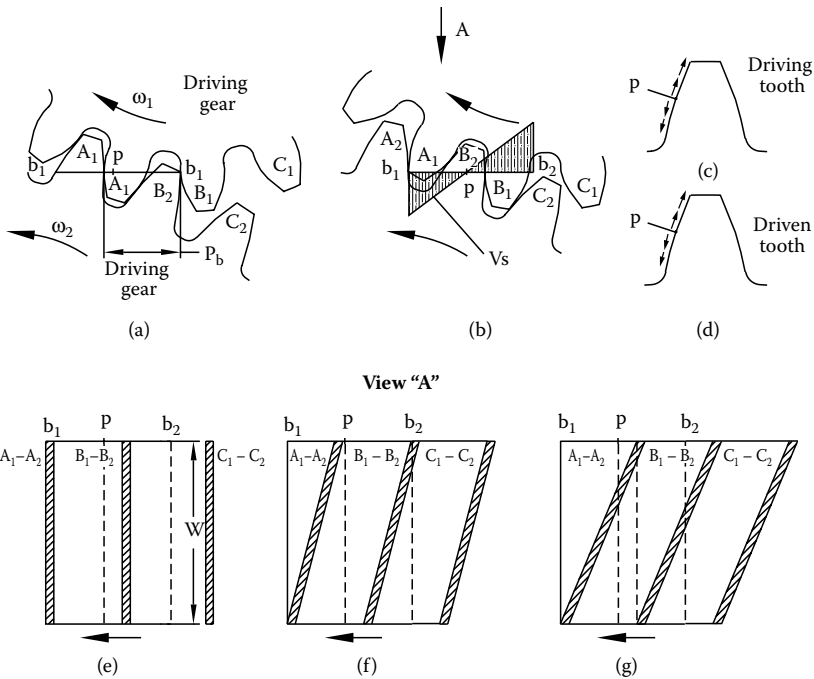 A
Driving
gear
ω₁
b₁
A₁
p
A₁
B₂
b₁
B₁
C₁
C₂
ω₂
Driving
gear
P_b
(a)
A₂
A₁
B₂
b₁
p
b₂
B₁
C₂
C₁
Vs
(b)
p
Driving
tooth
(c)
p
Driven
tooth
(d)
View “A”
b₁
p
b₂
A₁–A₂
B₁–B₂
C₁ – C₂
W
(e)
b₁
p
b₂
A₁–A₂
B₁ – B₂
C₁ – C₂
(f)
b₁
p
b₂
A₁–A₂
B₁ – B₂
C₁ – C₂
(g)